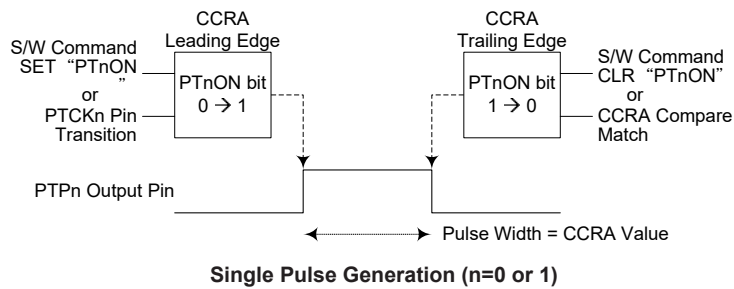 CCRA
Leading Edge
S/W Command
SET “PTnON
”
or
PTCKn Pin
Transition
PTnON bit
0 → 1
CCRA
Trailing Edge
PTnON bit
1 → 0
S/W Command
CLR “PTnON”
or
CCRA Compare
Match
PTPn Output Pin
Pulse Width = CCRA Value
Single Pulse Generation (n=0 or 1)